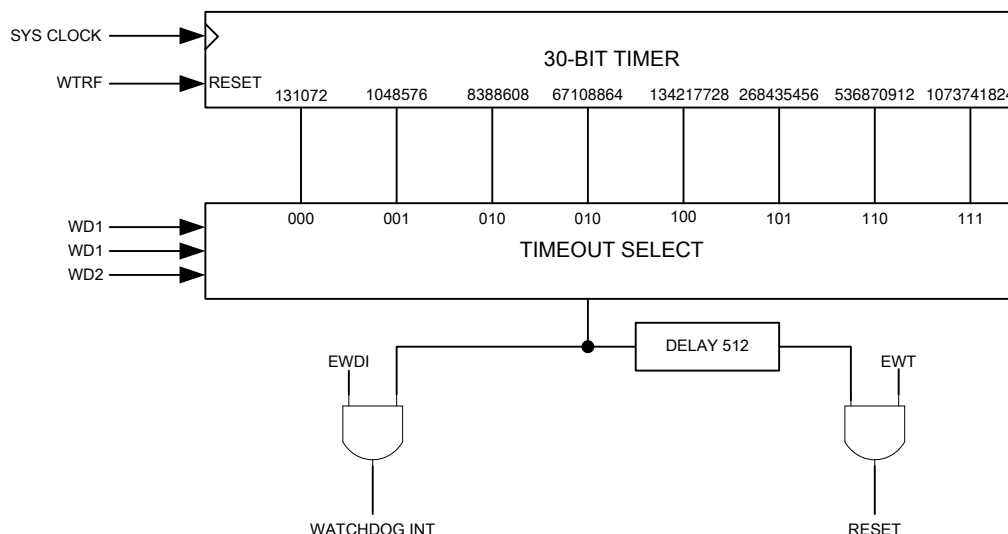 SYS CLOCK
30-BIT TIMER
WTRF
RESET
131072 1048576 8388608 67108864 134217728 268435456 536870912 1073741824
000 001 010 010 100 101 110 111
WD1
TIMEOUT SELECT
WD1
WD2
DELAY 512
EWDI
EWT
WATCHDOG INT
RESET